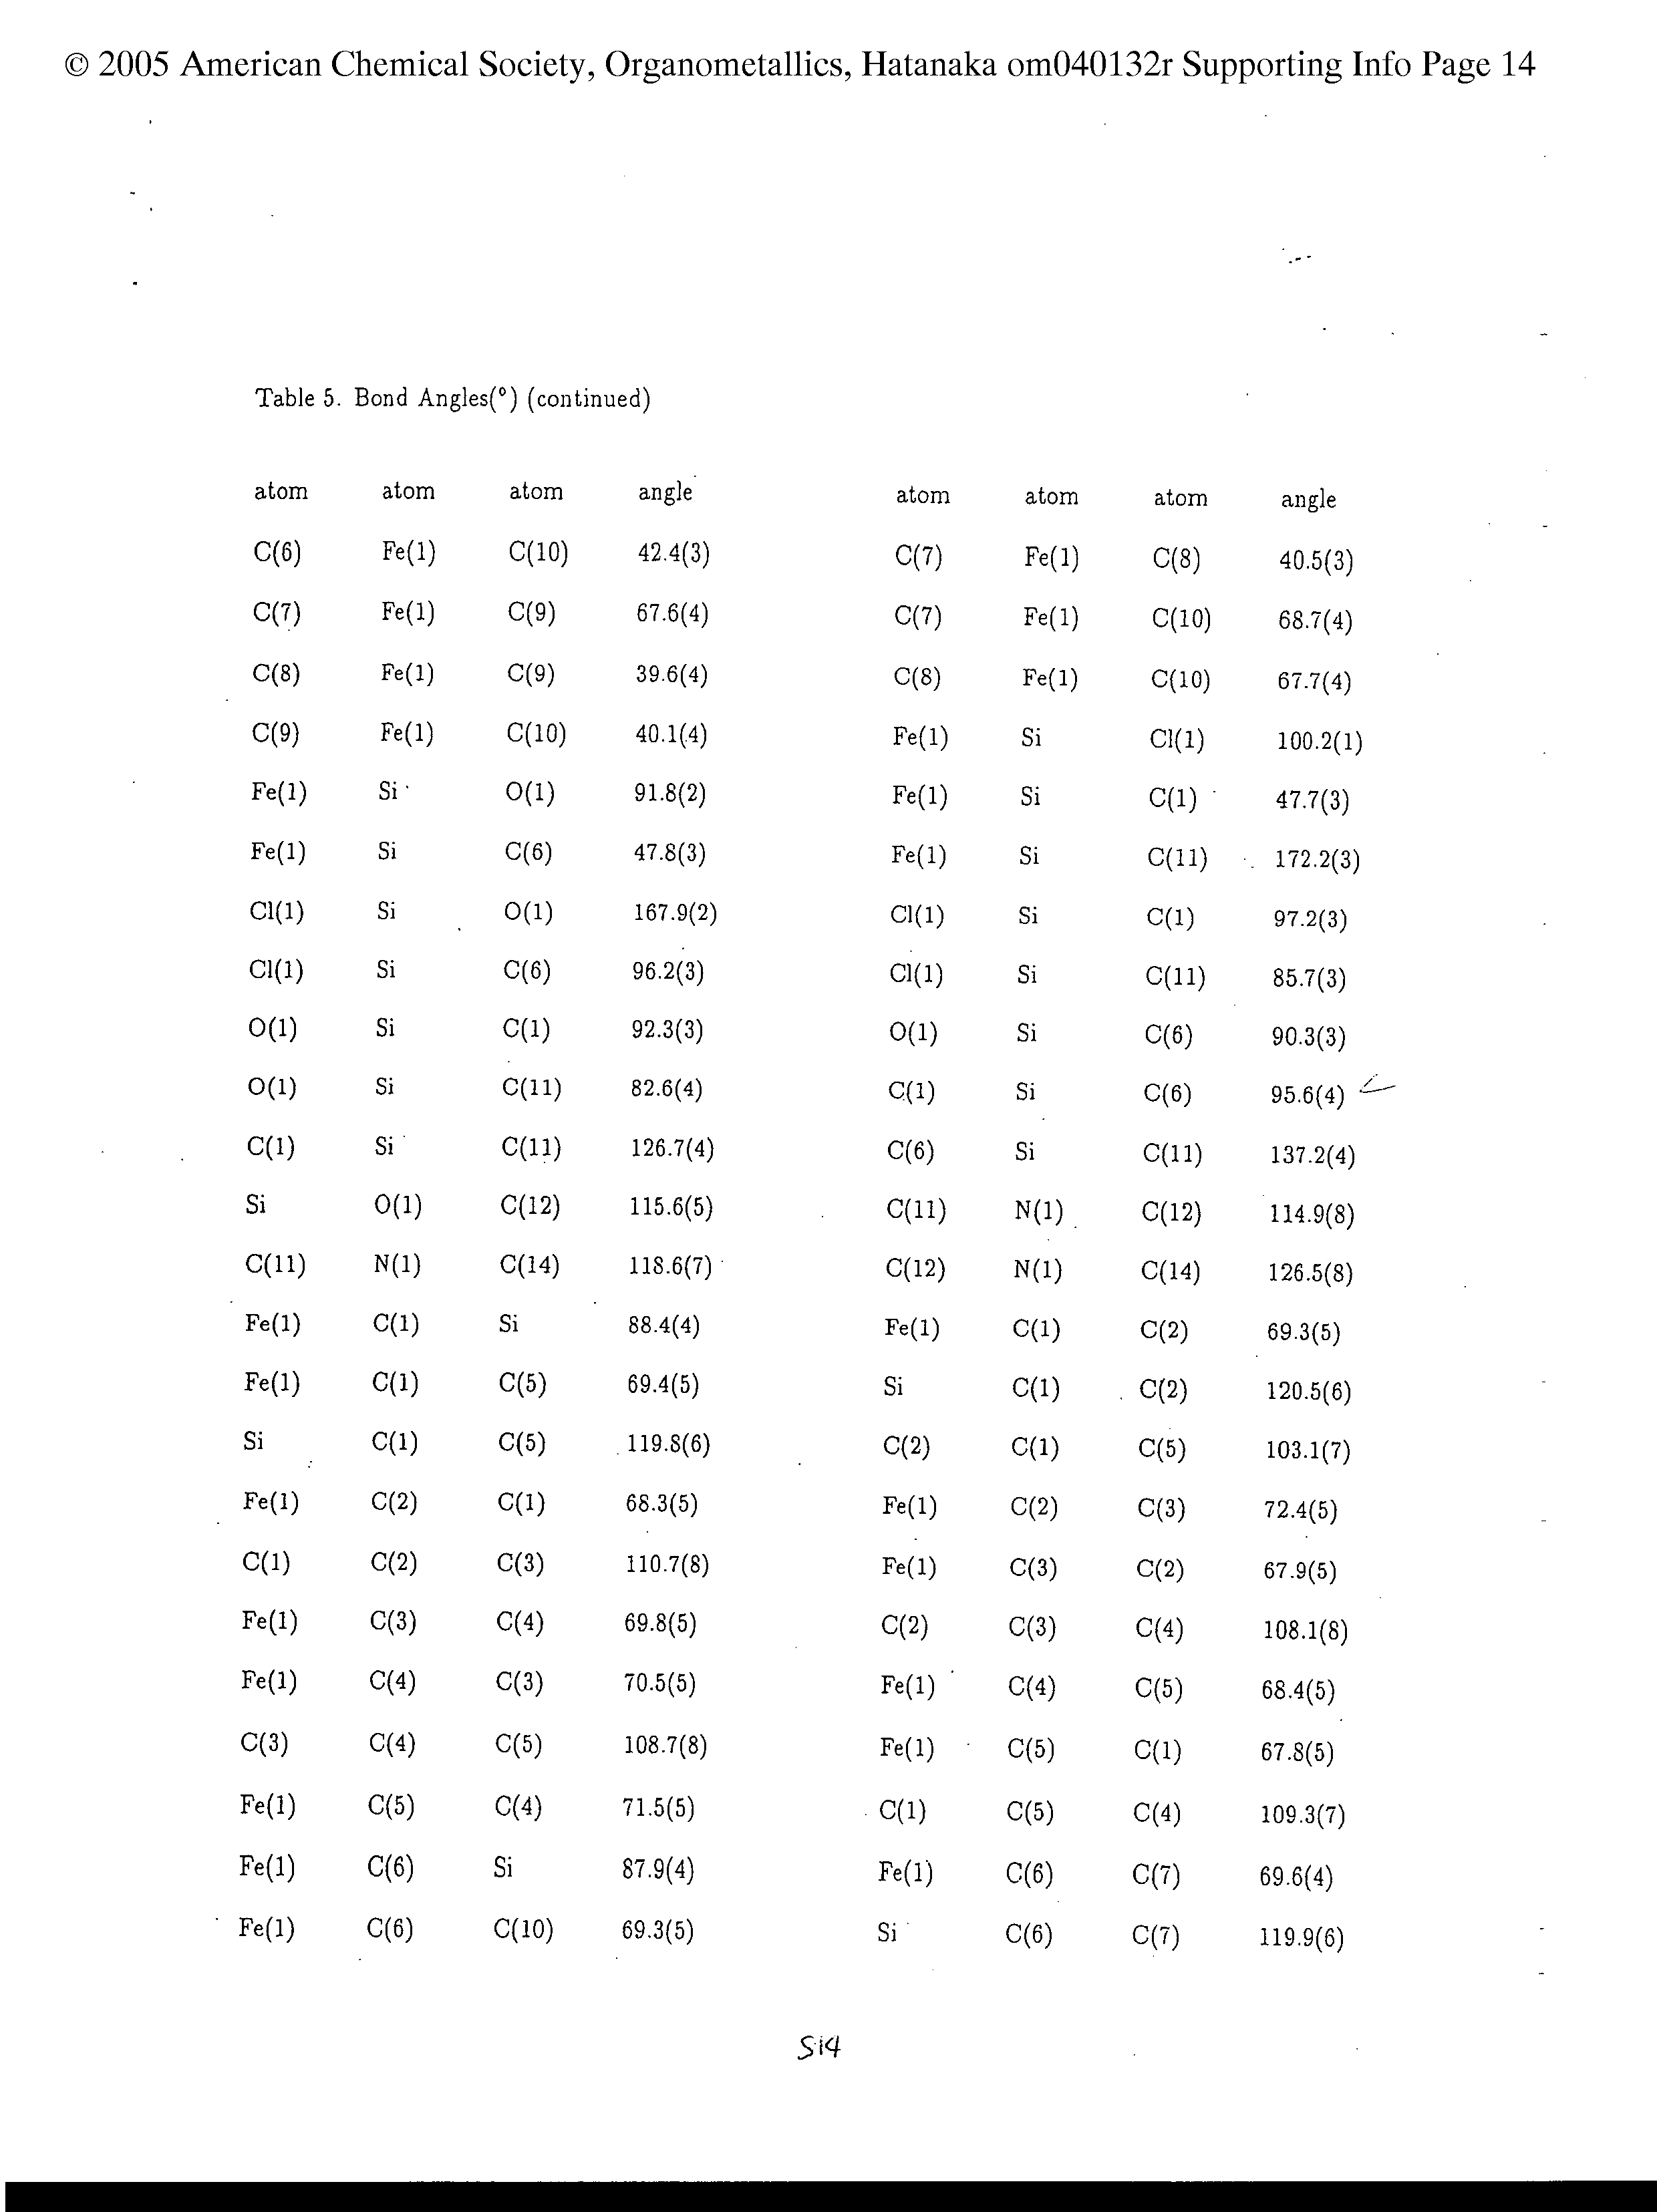 © 2005 American Chemical Society, Organometallics, Hatanaka om040132r Supporting Info Page 14
Table 5. Bond Angles(°) (continued)
atom atom atom angle atom atom atom angle
C(6) Fe(1) C(10) 42.4(3) C(7) Fe(1) C(8) 40.5(3)
C(7) Fe(1) C(9) 67.6(4) C(7) Fe(1) C(10) 68.7(4)
C(8) Fe(1) C(9) 39.6(4) C(8) Fe(1) C(10) 67.7(4)
C(9) Fe(1) C(10) 40.1(4) Fe(1) Si Cl(1) 100.2(1)
Fe(1) Si O(1) 91.8(2) Fe(1) Si C(1) 47.7(3)
Fe(1) Si C(6) 47.8(3) Fe(1) Si C(11) 172.2(3)
Cl(1) Si O(1) 167.9(2) Cl(1) Si C(1) 97.2(3)
Cl(1) Si C(6) 96.2(3) Cl(1) Si C(11) 85.7(3)
O(1) Si C(1) 92.3(3) O(1) Si C(6) 90.3(3)
O(1) Si C(11) 82.6(4) C(1) Si C(6) 95.6(4)
C(1) Si C(11) 126.7(4) C(6) Si C(11) 137.2(4)
Si O(1) C(12) 115.6(5) C(11) N(1) C(12) 114.9(8)
C(11) N(1) C(14) 118.6(7) C(12) N(1) C(14) 126.5(8)
Fe(1) C(1) Si 88.4(4) Fe(1) C(1) C(2) 69.3(5)
Fe(1) C(1) C(5) 69.4(5) Si C(1) C(2) 120.5(6)
Si C(1) C(5) 119.8(6) C(2) C(1) C(5) 103.1(7)
Fe(1) C(2) C(1) 68.3(5) Fe(1) C(2) C(3) 72.4(5)
C(1) C(2) C(3) 110.7(8) Fe(1) C(3) C(2) 67.9(5)
Fe(1) C(3) C(4) 69.8(5) C(2) C(3) C(4) 108.1(8)
Fe(1) C(4) C(3) 70.5(5) Fe(1) C(4) C(5) 68.4(5)
C(3) C(4) C(5) 108.7(8) Fe(1) C(5) C(1) 67.8(5)
Fe(1) C(5) C(4) 71.5(5) C(1) C(5) C(4) 109.3(7)
Fe(1) C(6) Si 87.9(4) Fe(1) C(6) C(7) 69.6(4)
Fe(1) C(6) C(10) 69.3(5) Si C(6) C(7) 119.9(6)
S14